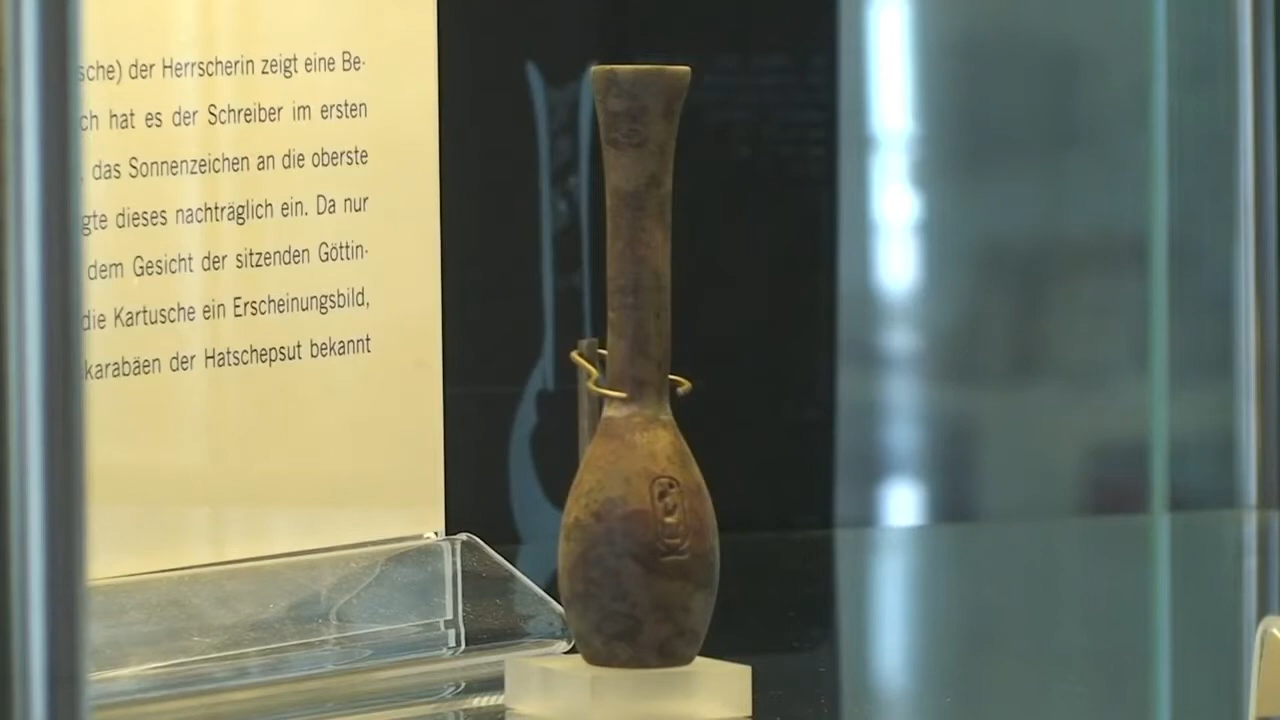 sche) der Herrscherin zeigt eine Be-
ch hat es der Schreiber im ersten
, das Sonnenzeichen an die oberste
gte dieses nachträglich ein. Da nur
dem Gesicht der sitzenden Göttin-
die Kartusche ein Erscheinungsbild,
karabäen der Hatschepsut bekannt